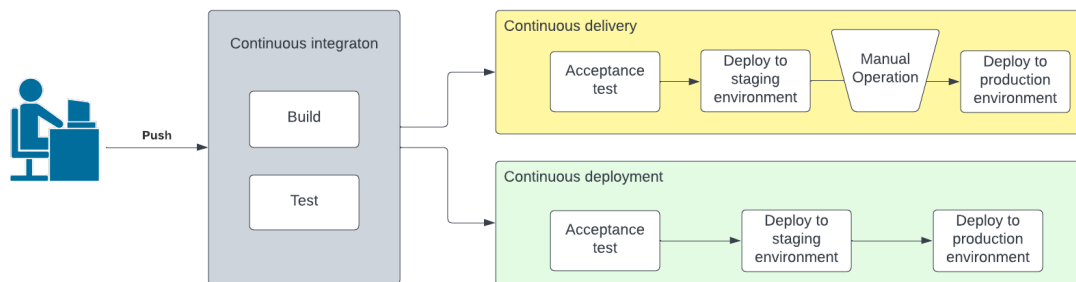 Continuous integraton
Build
Test
Push
Continuous delivery
Acceptance
test
Deploy to
staging
environment
Manual
Operation
Deploy to
production
environment
Continuous deployment
Acceptance
test
Deploy to
staging
environment
Deploy to
production
environment